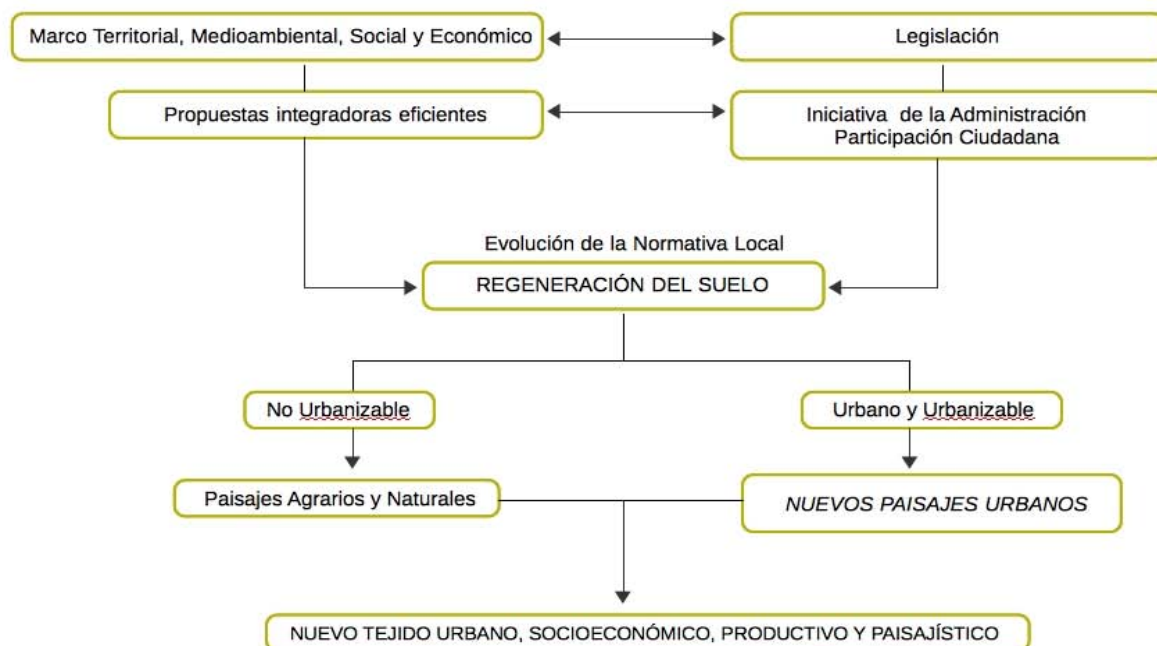 Marco Territorial, Medioambiental, Social y Económico
Legislación
Propuestas integradoras eficientes
Iniciativa de la Administración
Participación Ciudadana
Evolución de la Normativa Local
REGENERACIÓN DEL SUELO
No Urbanizable
Urbano y Urbanizable
Paisajes Agrarios y Naturales
NUEVOS PAISAJES URBANOS
NUEVO TEJIDO URBANO, SOCIOECONÓMICO, PRODUCTIVO Y PAISAJÍSTICO